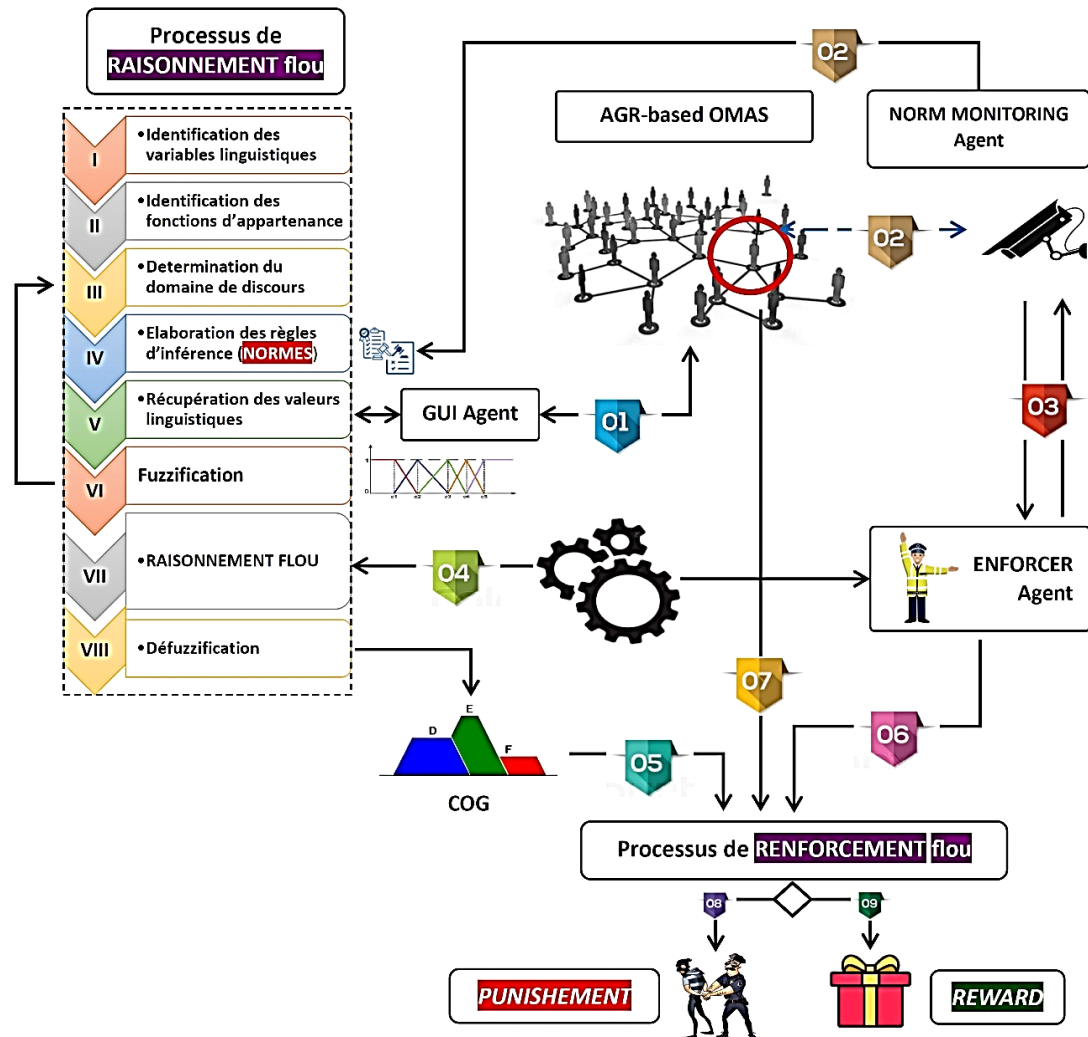 Processus de
RAISONNEMENT flou
I
•Identification des
variables linguistiques
II
•Identification des
fonctions d'appartenance
III
•Determination du
domaine de discours
IV
•Elaboration des règles
d'inférence (NORMES)
V
•Récupération des valeurs
linguistiques
VI
Fuzzification
VII
•RAISONNEMENT FLOU
VIII
•Défuzzification
02
AGR-based OMAS
NORM MONITORING
Agent
02
GUI Agent
01
03
04
ENFORCER
Agent
D
E
F
COG
05
07
06
Processus de RENFORCEMENT flou
08
09
PUNISHEMENT
REWARD